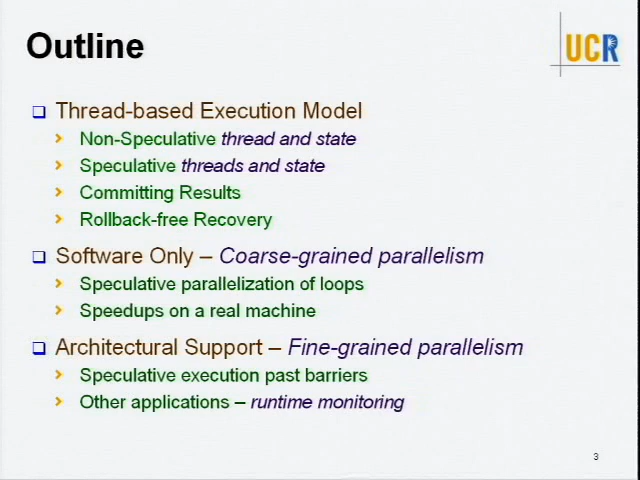 Outline
UCR
Thread-based Execution Model
Non-Speculative thread and state
Speculative threads and state
Committing Results
Rollback-free Recovery
Software Only – Coarse-grained parallelism
Speculative parallelization of loops
Speedups on a real machine
Architectural Support – Fine-grained parallelism
Speculative execution past barriers
Other applications – runtime monitoring
3